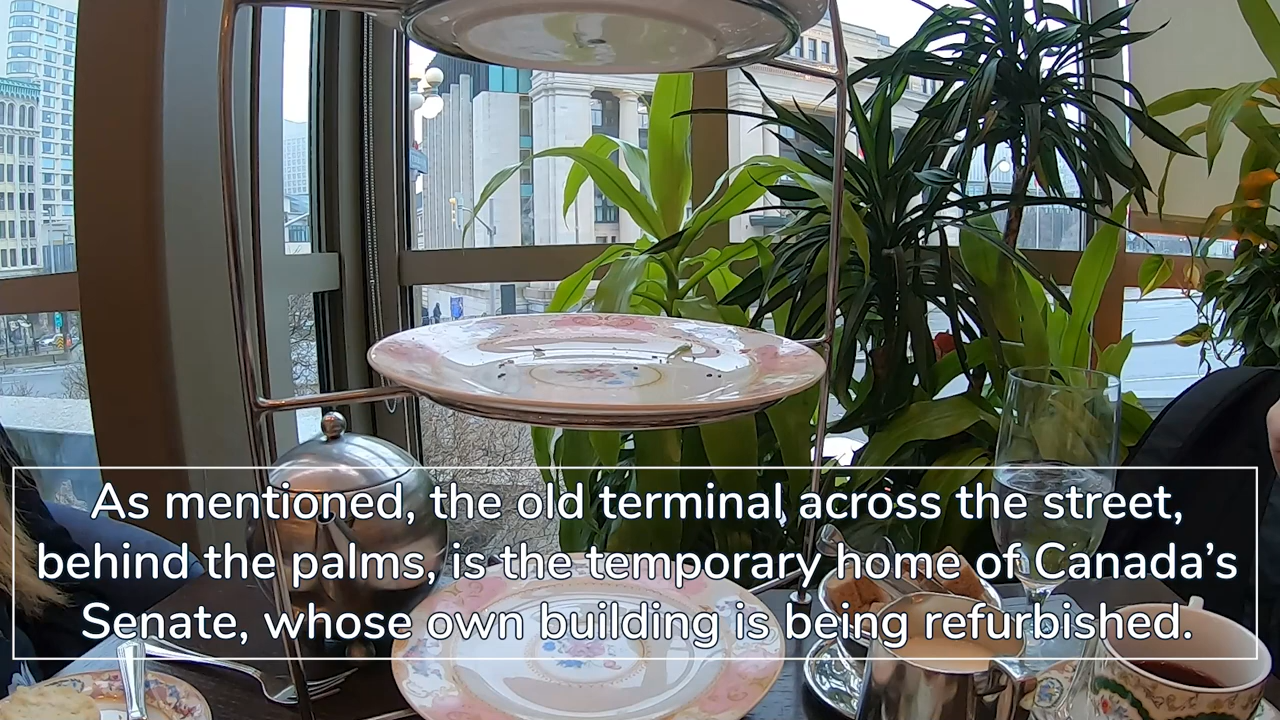 As mentioned, the old terminal across the street,
behind the palms, is the temporary home of Canada’s
Senate, whose own building is being refurbished.